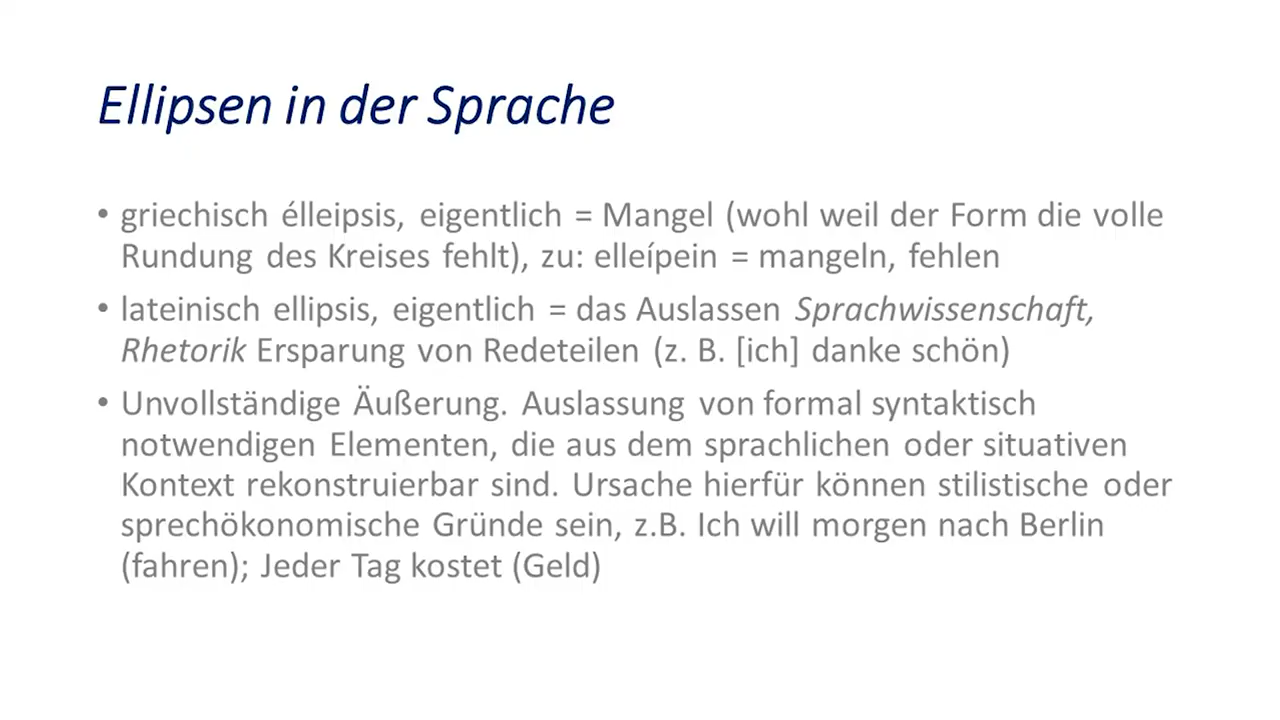 Ellipsen in der Sprache
• griechisch élleipsis, eigentlich = Mangel (wohl weil der Form die volle
Rundung des Kreises fehlt), zu: elleípein = mangeln, fehlen
• lateinisch ellipsis, eigentlich = das Auslassen Sprachwissenschaft,
Rhetorik Ersparung von Redeteilen (z. B. [ich] danke schön)
• Unvollständige Äußerung. Auslassung von formal syntaktisch
notwendigen Elementen, die aus dem sprachlichen oder situativen
Kontext rekonstruierbar sind. Ursache hierfür können stilistische oder
sprechökonomische Gründe sein, z.B. Ich will morgen nach Berlin
(fahren); Jeder Tag kostet (Geld)